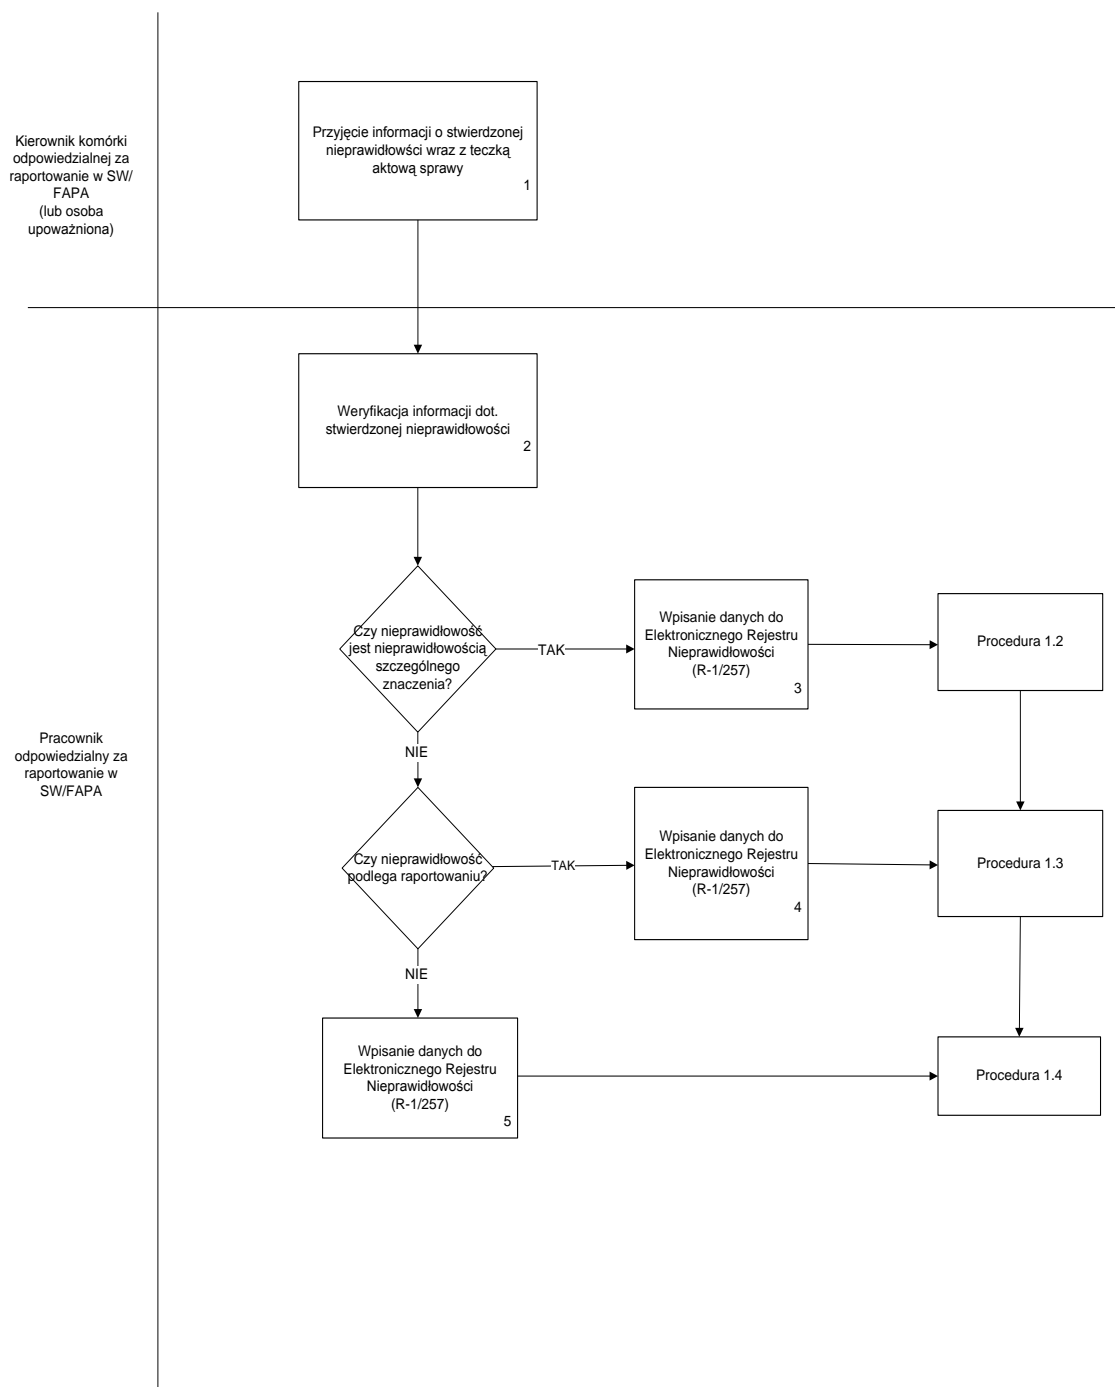 Kierownik komórki
odpowiedzialnej za
raportowanie w SW/
FAPA
(lub osoba
upoważniona)
Przyjęcie informacji o stwierdzonej
nieprawidłowści wraz z teczką
aktową sprawy
1
Weryfikacja informacji dot.
stwierdzonej nieprawidłowości
2
Czy nieprawidłowość
jest nieprawidłowością
szczególnego
znaczenia?
TAK
Wpisanie danych do
Elektronicznego Rejestru
Nieprawidłowości
(R-1/257)
3
Procedura 1.2
NIE
Pracownik
odpowiedzialny za
raportowanie w
SW/FAPA
Czy nieprawidłowość
podlega raportowaniu?
TAK
Wpisanie danych do
Elektronicznego Rejestru
Nieprawidłowości
(R-1/257)
4
Procedura 1.3
NIE
Wpisanie danych do
Elektronicznego Rejestru
Nieprawidłowości
(R-1/257)
5
Procedura 1.4